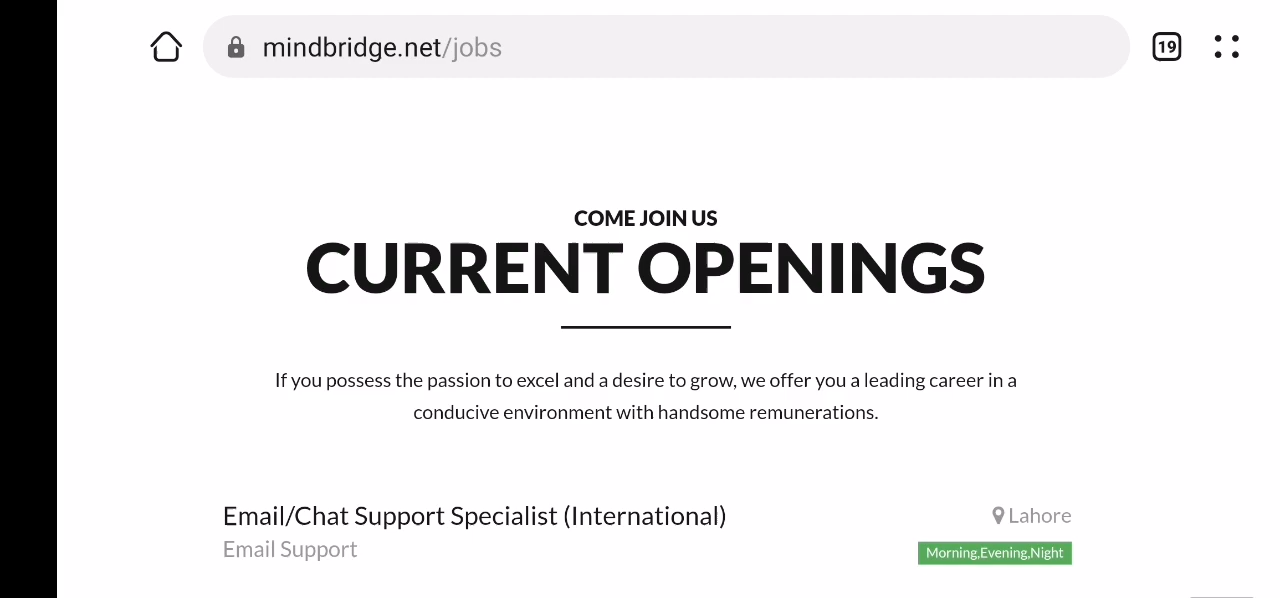 mindbridge.net/jobs
19
COME JOIN US
CURRENT OPENINGS
If you possess the passion to excel and a desire to grow, we offer you a leading career in a
conducive environment with handsome remunerations.
Email/Chat Support Specialist (International)
Lahore
Email Support
Morning,Evening,Night